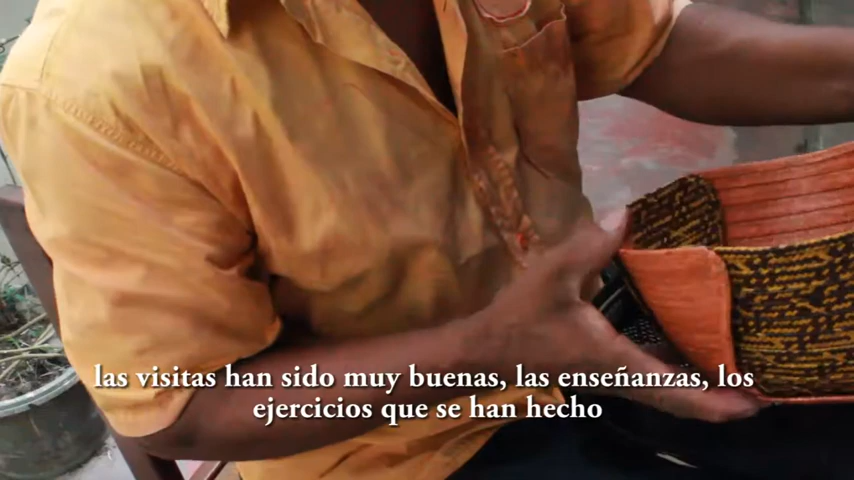 las visitas han sido muy buenas, las enseñanzas, los
ejercicios que se han hecho